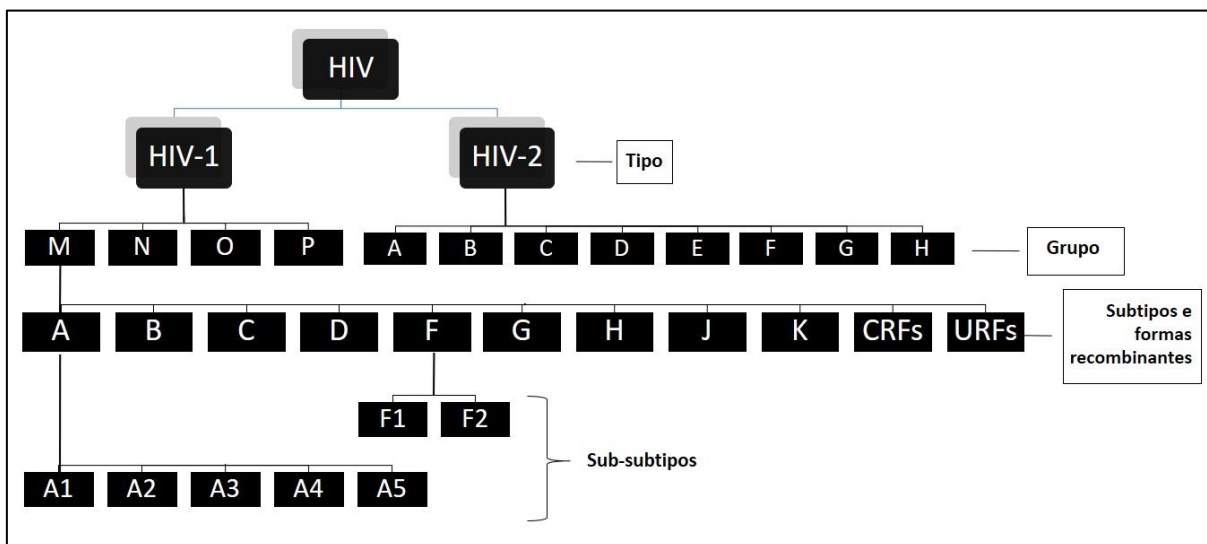 HIV
HIV-1
HIV-2
Tipo
M
N
O
P
A
B
C
D
E
F
G
H
Grupo
A
B
C
D
F
G
H
J
K
CRFs
URFs
Subtipos e
formas
recombinantes
F1
F2
Sub-subtipos
A1
A2
A3
A4
A5